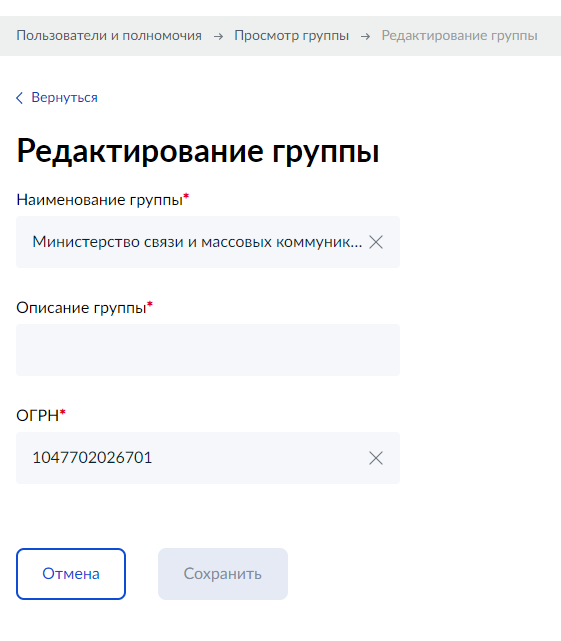 Пользователи и полномочия → Просмотр группы → Редактирование группы
Вернуться
Редактирование группы
Наименование группы*
Министерство связи и массовых коммуник...
Описание группы*
ОГРН*
1047702026701
Отмена Сохранить